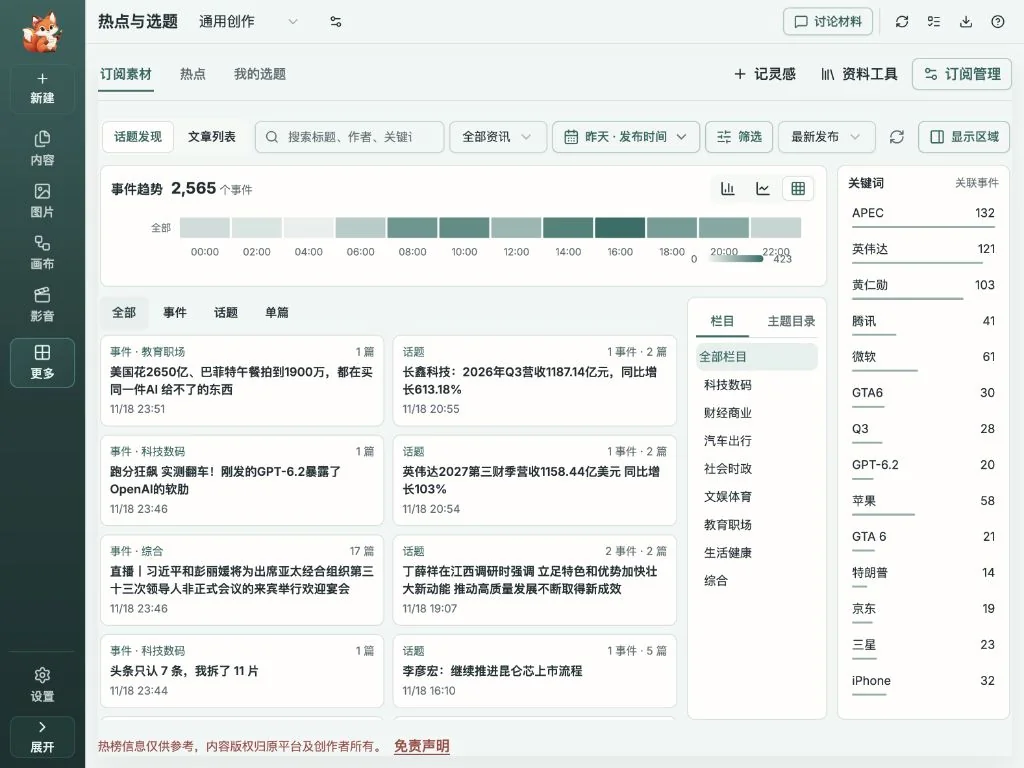 热点与选题
通用创作
讨论材料
新建
内容
图片
画布
影音
更多
设置
展开
订阅素材
热点
我的选题
记灵感
资料工具
订阅管理
话题发现
文章列表
搜索标题、作者、关键
全部资讯
昨天 · 发布时间
筛选
最新发布
显示区域
事件趋势 2,565 个事件
全部
00:00 02:00 04:00 06:00 08:00 10:00 12:00 14:00 16:00 18:00 20:00 22:00
0 423
全部
事件
话题
单篇
事件 · 教育职场 1 篇
美国花2650亿、巴菲特午餐拍到1900万，都在买
同一件AI 给不了的东西
11/18 23:51
话题 1 事件 · 2 篇
长鑫科技：2026年Q3营收1187.14亿元，同比增
长613.18%
11/18 20:55
事件 · 科技数码 1 篇
跑分狂飙 实测翻车！刚发的GPT-6.2暴露了
OpenAI的软肋
11/18 23:46
话题 1 事件 · 2 篇
英伟达2027第三财季营收1158.44亿美元 同比增
长103%
11/18 20:54
事件 · 综合 17 篇
直播丨习近平和彭丽媛将为出席亚太经合组织第三
十三次领导人非正式会议的来宾举行欢迎宴会
11/18 23:46
话题 2 事件 · 2 篇
丁薛祥在江西调研时强调 立足特色和优势加快壮
大新动能 推动高质量发展不断取得新成效
11/18 19:07
事件 · 科技数码 1 篇
头条只认 7 条，我拆了 11 片
11/18 23:44
话题 1 事件 · 5 篇
李彦宏：继续推进昆仑芯上市流程
11/18 16:10
栏目
主题目录
全部栏目
科技数码
财经商业
汽车出行
社会时政
文娱体育
教育职场
生活健康
综合
关键词 关联事件
APEC 132
英伟达 121
黄仁勋 103
腾讯 41
微软 61
GTA6 30
Q3 28
GPT-6.2 20
苹果 58
GTA 6 21
特朗普 14
京东 19
三星 23
iPhone 32
热榜信息仅供参考，内容版权归原平台及创作者所有。 免责声明